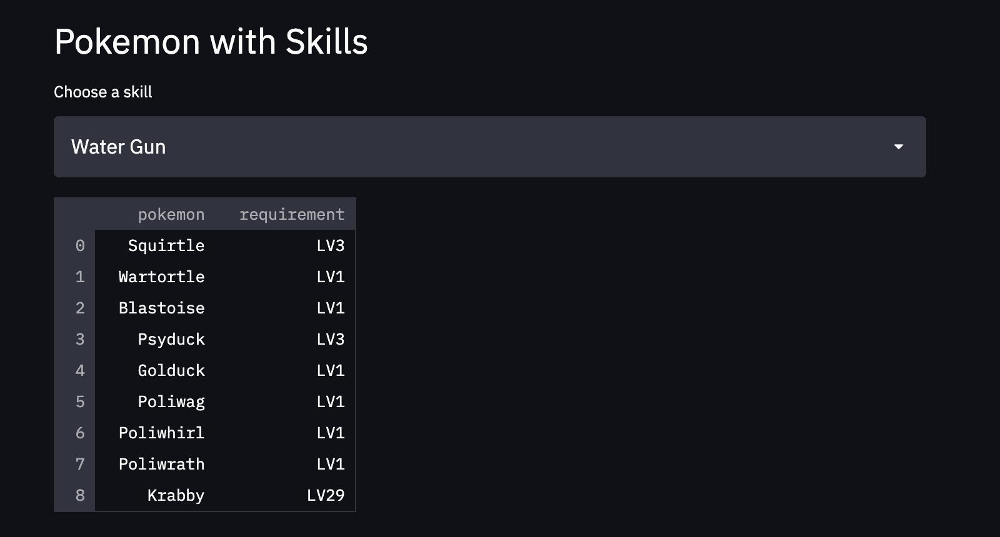 Pokemon with Skills
Choose a skill
Water Gun
pokemon requirement
0 Squirtle LV3
1 Wartortle LV1
2 Blastoise LV1
3 Psyduck LV3
4 Golduck LV1
5 Poliwag LV1
6 Poliwhirl LV1
7 Poliwrath LV1
8 Krabby LV29